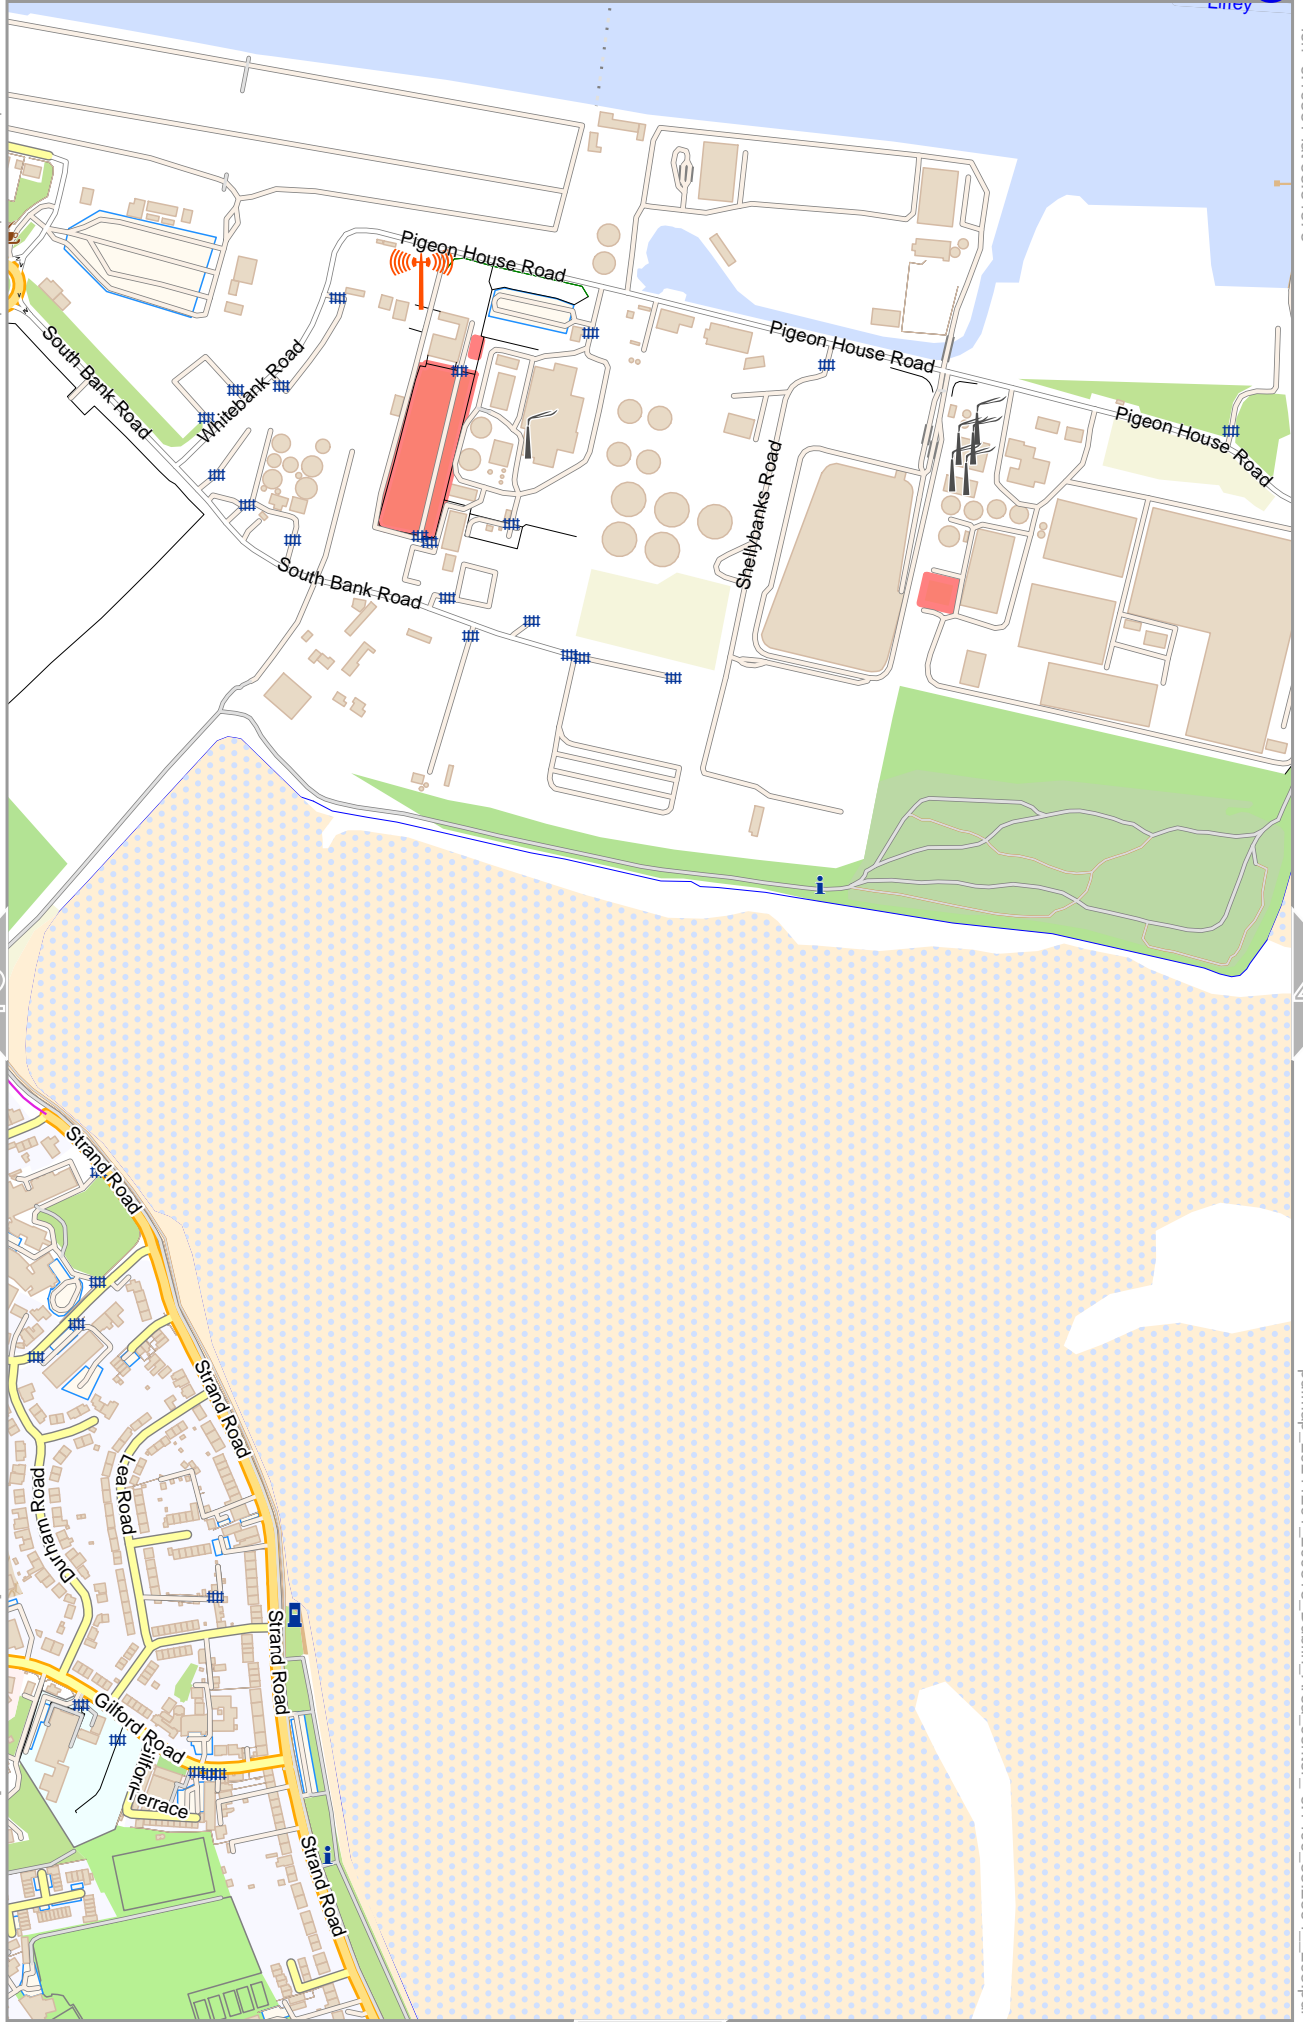 Liffey
Pigeon House Road
Pigeon House Road
South Bank Road
Whitebank Road
Pigeon House Road
Shellybanks Road
South Bank Road
Strand Road
Strand Road
Lea Road
Durham Road
Strand Road
Gilford Road
Gilford
Terrace
Strand Road